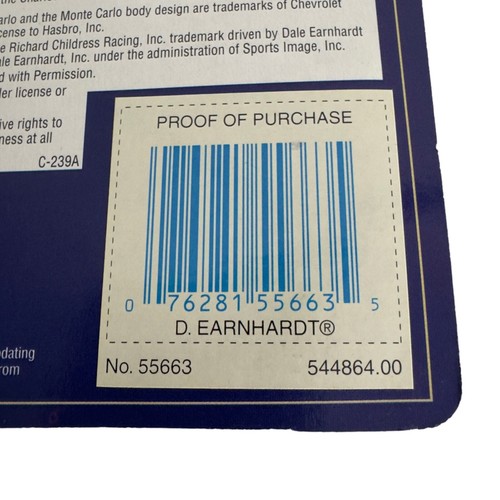 arlo and the Monte Carlo body design are trademarks of Chevrolet
cense to Hasbro, Inc.
e Richard Childress Racing, Inc. trademark driven by Dale Earnhardt
ale Earnhardt, Inc. under the administration of Sports Image, Inc.
d with Permission.
der license or
ive rights to
ness at all
C-239A
PROOF OF PURCHASE
0 76281 55663 5
D. EARNHARDT®
No. 55663 544864.00
dating
rom